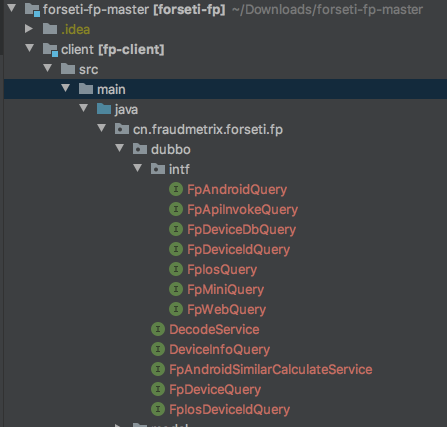 forseti-fp-master [forseti-fp] ~/Downloads/forseti-fp-master
.idea
client [fp-client]
src
main
java
cn.fraudmetrix.forseti.fp
dubbo
intf
I FpAndroidQuery
I FpApiInvokeQuery
I FpDeviceDbQuery
I FpDeviceIdQuery
I FpIosQuery
I FpMiniQuery
I FpWebQuery
I DecodeService
I DeviceInfoQuery
I FpAndroidSimilarCalculateService
I FpDeviceQuery
I FpIosDeviceIdQuery